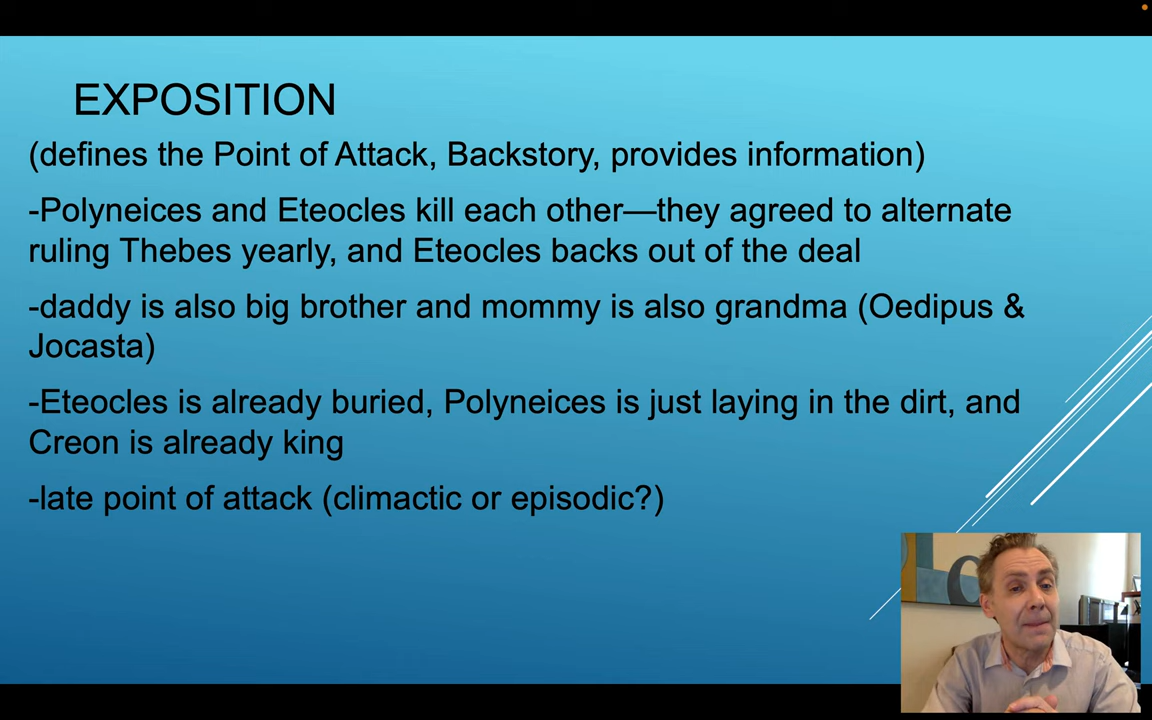 EXPOSITION
(defines the Point of Attack, Backstory, provides information)
-Polyneices and Eteocles kill each other—they agreed to alternate
ruling Thebes yearly, and Eteocles backs out of the deal
-daddy is also big brother and mommy is also grandma (Oedipus &
Jocasta)
-Eteocles is already buried, Polyneices is just laying in the dirt, and
Creon is already king
-late point of attack (climactic or episodic?)